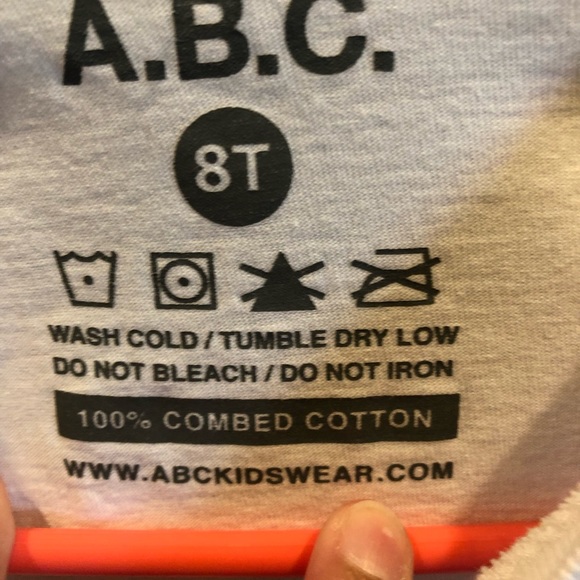 A.B.C.
8T
WASH COLD / TUMBLE DRY LOW
DO NOT BLEACH / DO NOT IRON
100% COMBED COTTON
WWW.ABCKIDSWEAR.COM